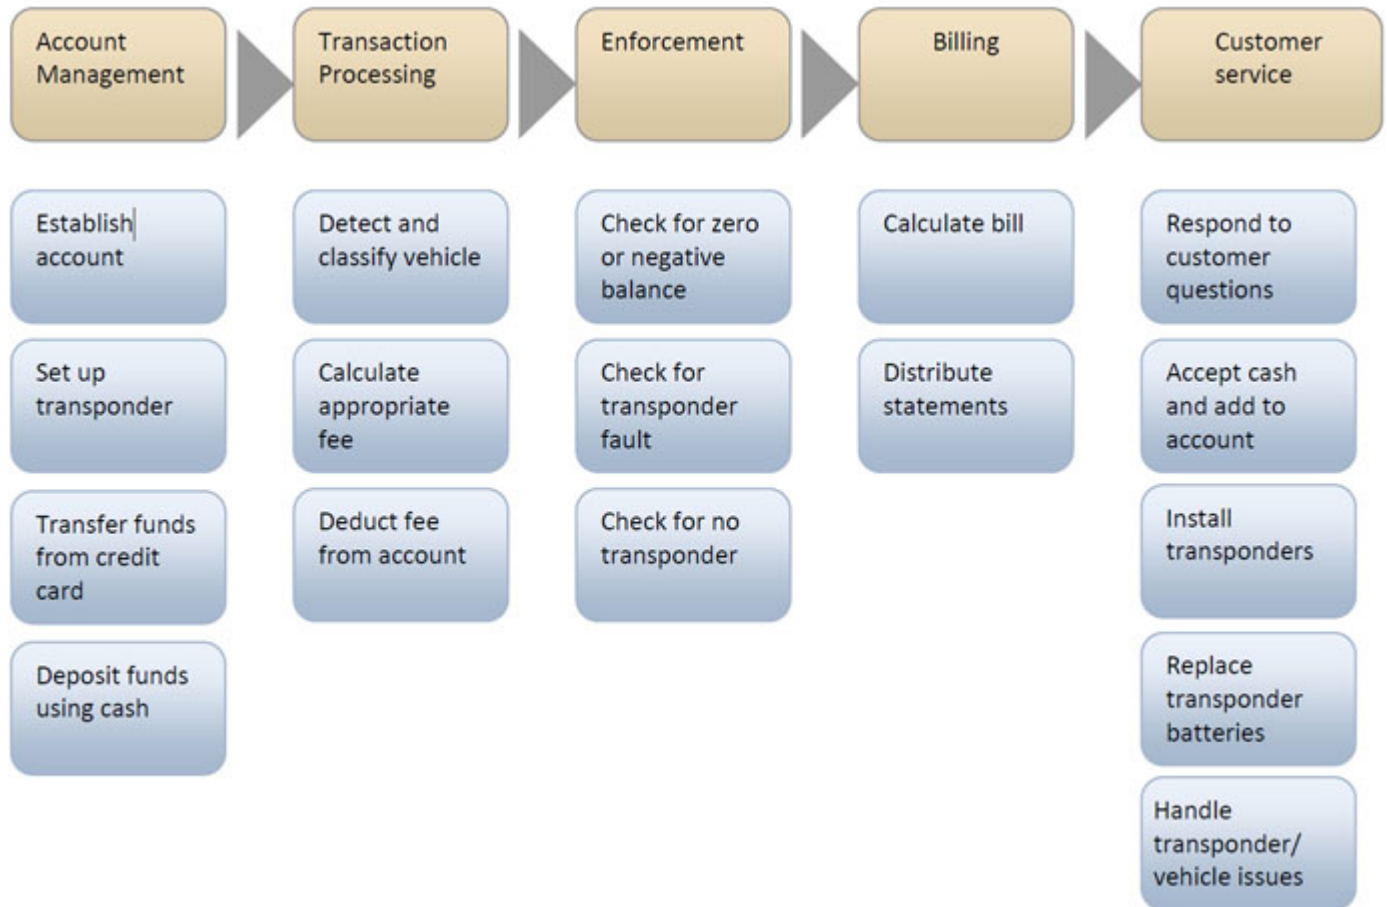 Account
Management
Transaction
Processing
Enforcement
Billing
Customer
service
Establish
account
Set up
transponder
Transfer funds
from credit
card
Deposit funds
using cash
Detect and
classify vehicle
Calculate
appropriate
fee
Deduct fee
from account
Check for zero
or negative
balance
Check for
transponder
fault
Check for no
transponder
Calculate bill
Distribute
statements
Respond to
customer
questions
Accept cash
and add to
account
Install
transponders
Replace
transponder
batteries
Handle
transponder/
vehicle issues